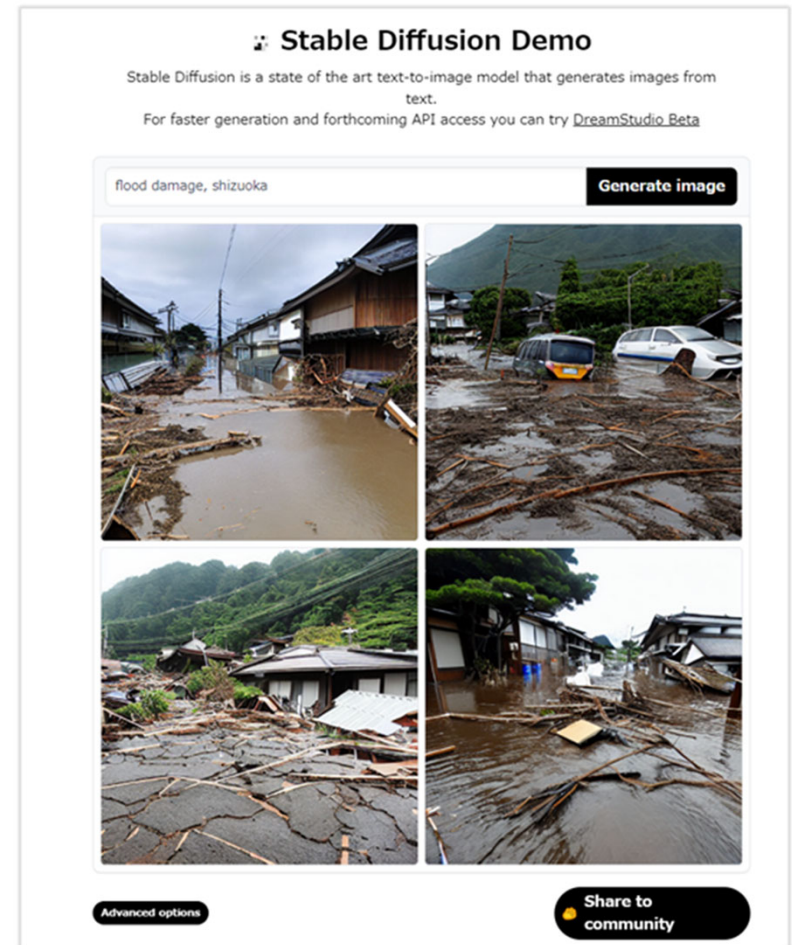 Stable Diffusion Demo
Stable Diffusion is a state of the art text-to-image model that generates images from
text.
For faster generation and forthcoming API access you can try DreamStudio Beta
flood damage, shizuoka
Generate image
Advanced options
Share to
community